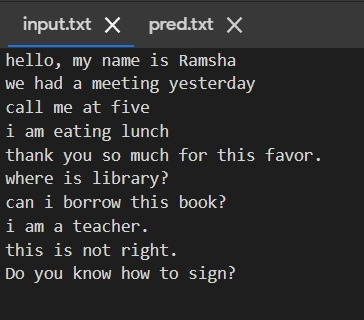 input.txt pred.txt
hello, my name is Ramsha
we had a meeting yesterday
call me at five
i am eating lunch
thank you so much for this favor.
where is library?
can i borrow this book?
i am a teacher.
this is not right.
Do you know how to sign?